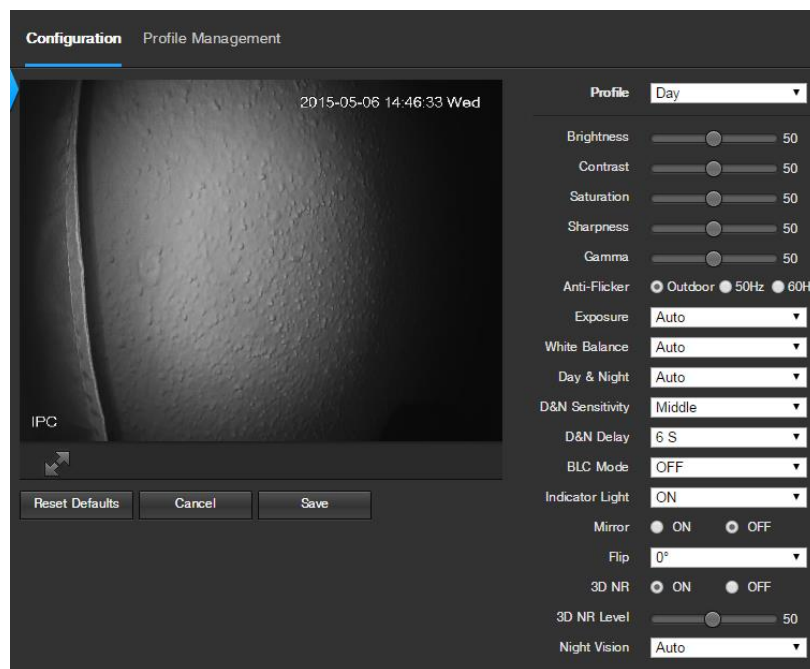 Configuration Profile Management
2015-05-06 14:46:33 Wed
IPC
Reset Defaults Cancel Save
Profile Day
Brightness 50
Contrast 50
Saturation 50
Sharpness 50
Gamma 50
Anti-Flicker Outdoor 50Hz 60H
Exposure Auto
White Balance Auto
Day & Night Auto
D&N Sensitivity Middle
D&N Delay 6 S
BLC Mode OFF
Indicator Light ON
Mirror ON OFF
Flip 0°
3D NR ON OFF
3D NR Level 50
Night Vision Auto